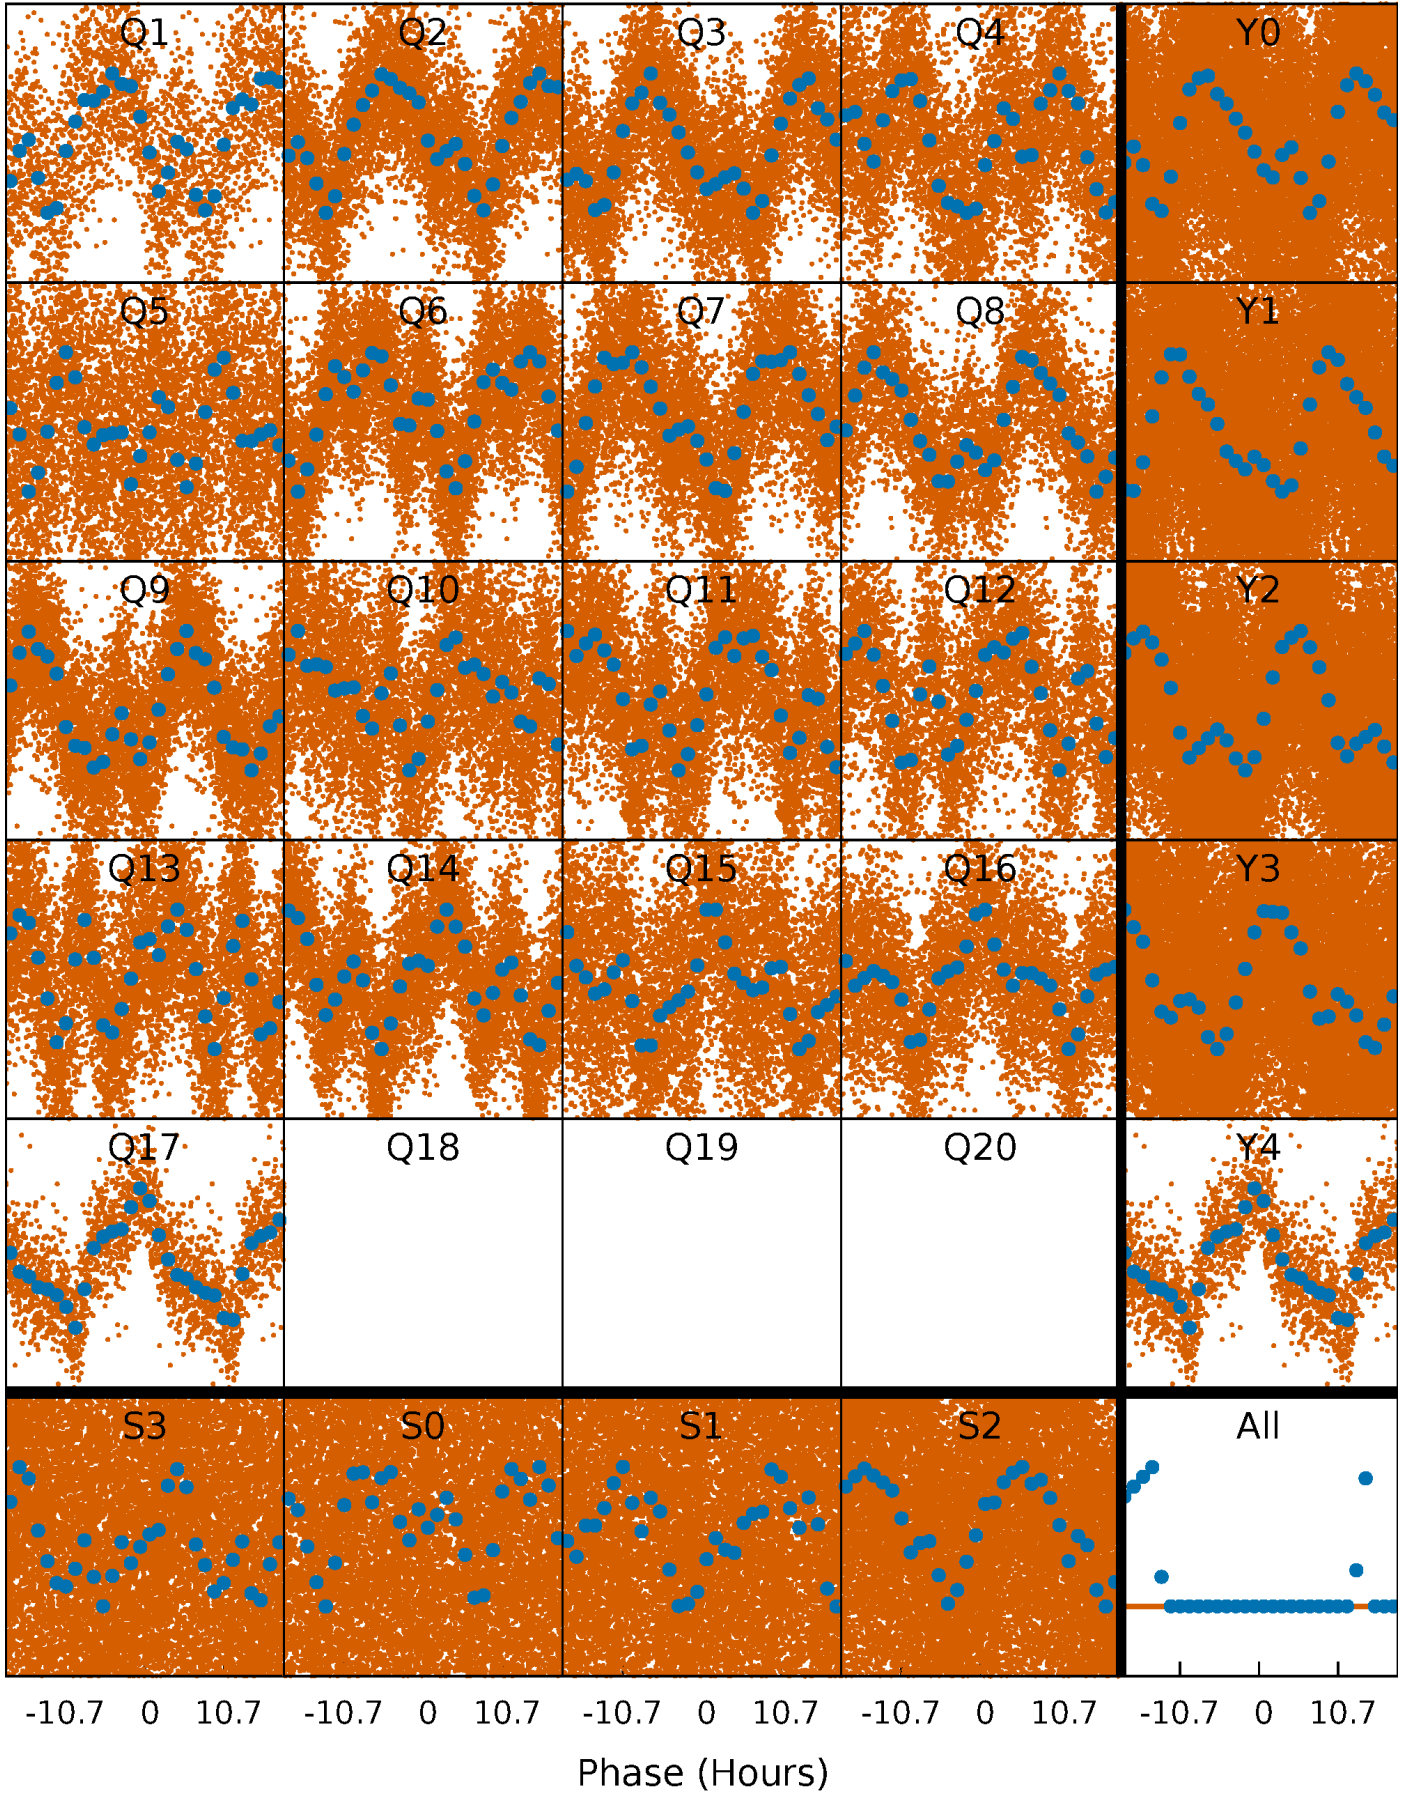 Q1 Q2 Q3 Q4 Y0
Q5 Q6 Q7 Q8 Y1
Q9 Q10 Q11 Q12 Y2
Q13 Q14 Q15 Q16 Y3
Q17 Q18 Q19 Q20 Y4
S3 S0 S1 S2 All
-10.7 0 10.7 -10.7 0 10.7 -10.7 0 10.7 -10.7 0 10.7 -10.7 0 10.7
Phase (Hours)